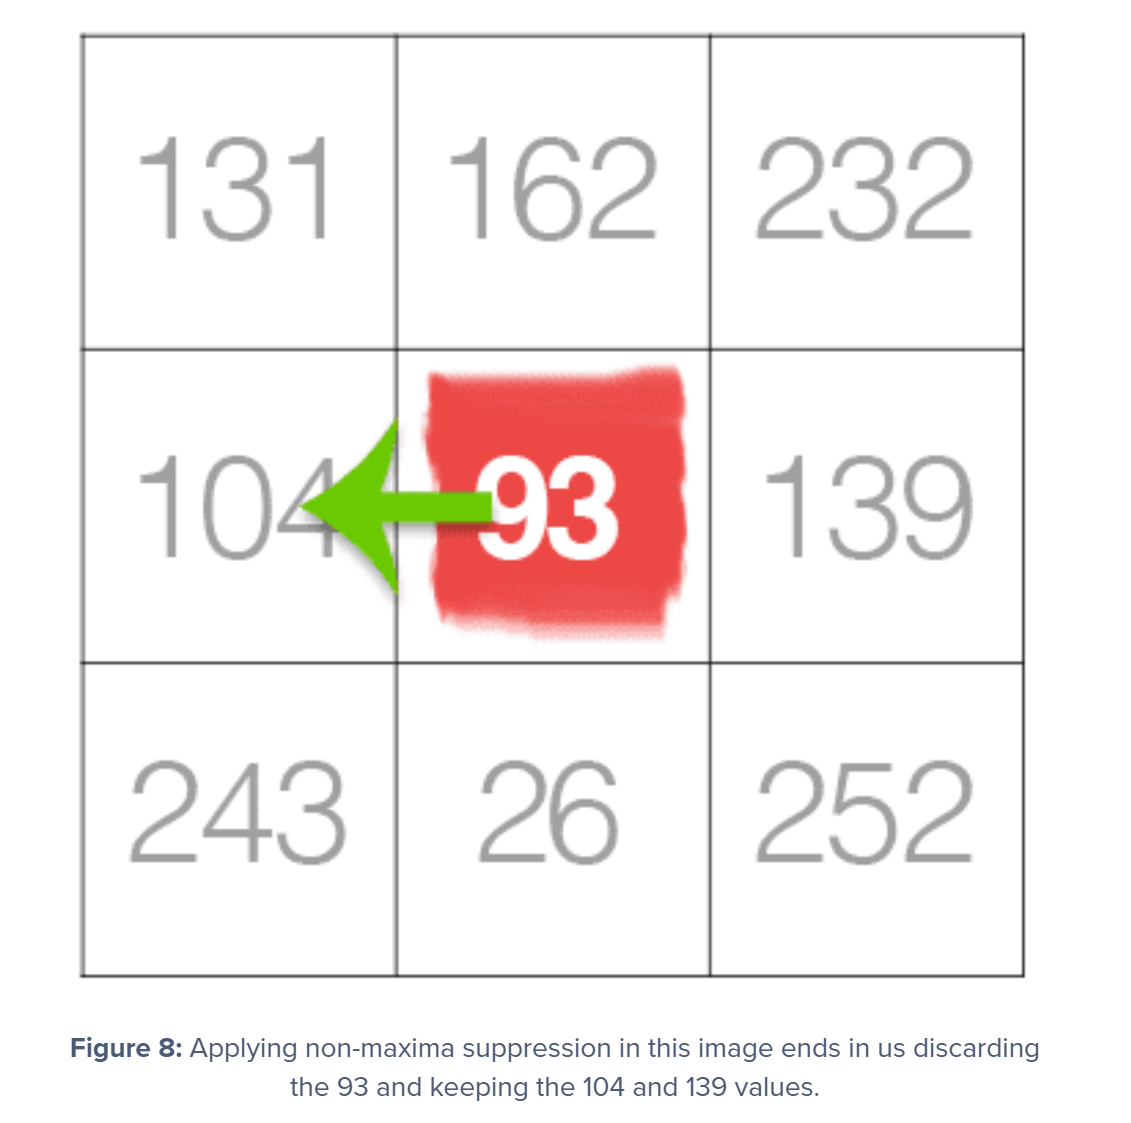 131 162 232
104 93 139
243 26 252
Figure 8: Applying non-maxima suppression in this image ends in us discarding
the 93 and keeping the 104 and 139 values.